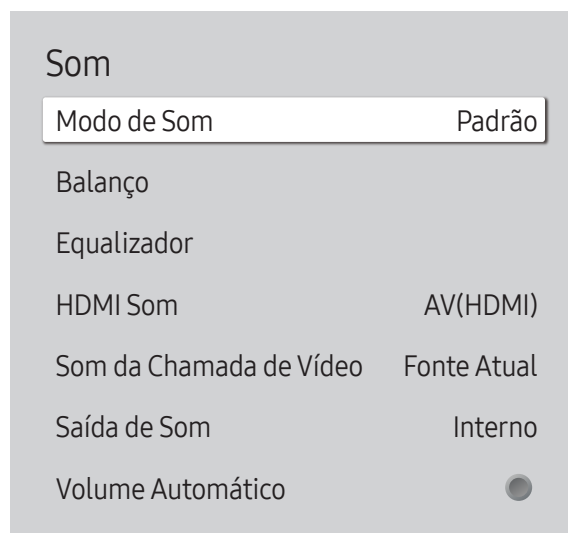 Som
Modo de Som Padrão
Balanço
Equalizador
HDMI Som AV(HDMI)
Som da Chamada de Vídeo Fonte Atual
Saída de Som Interno
Volume Automático